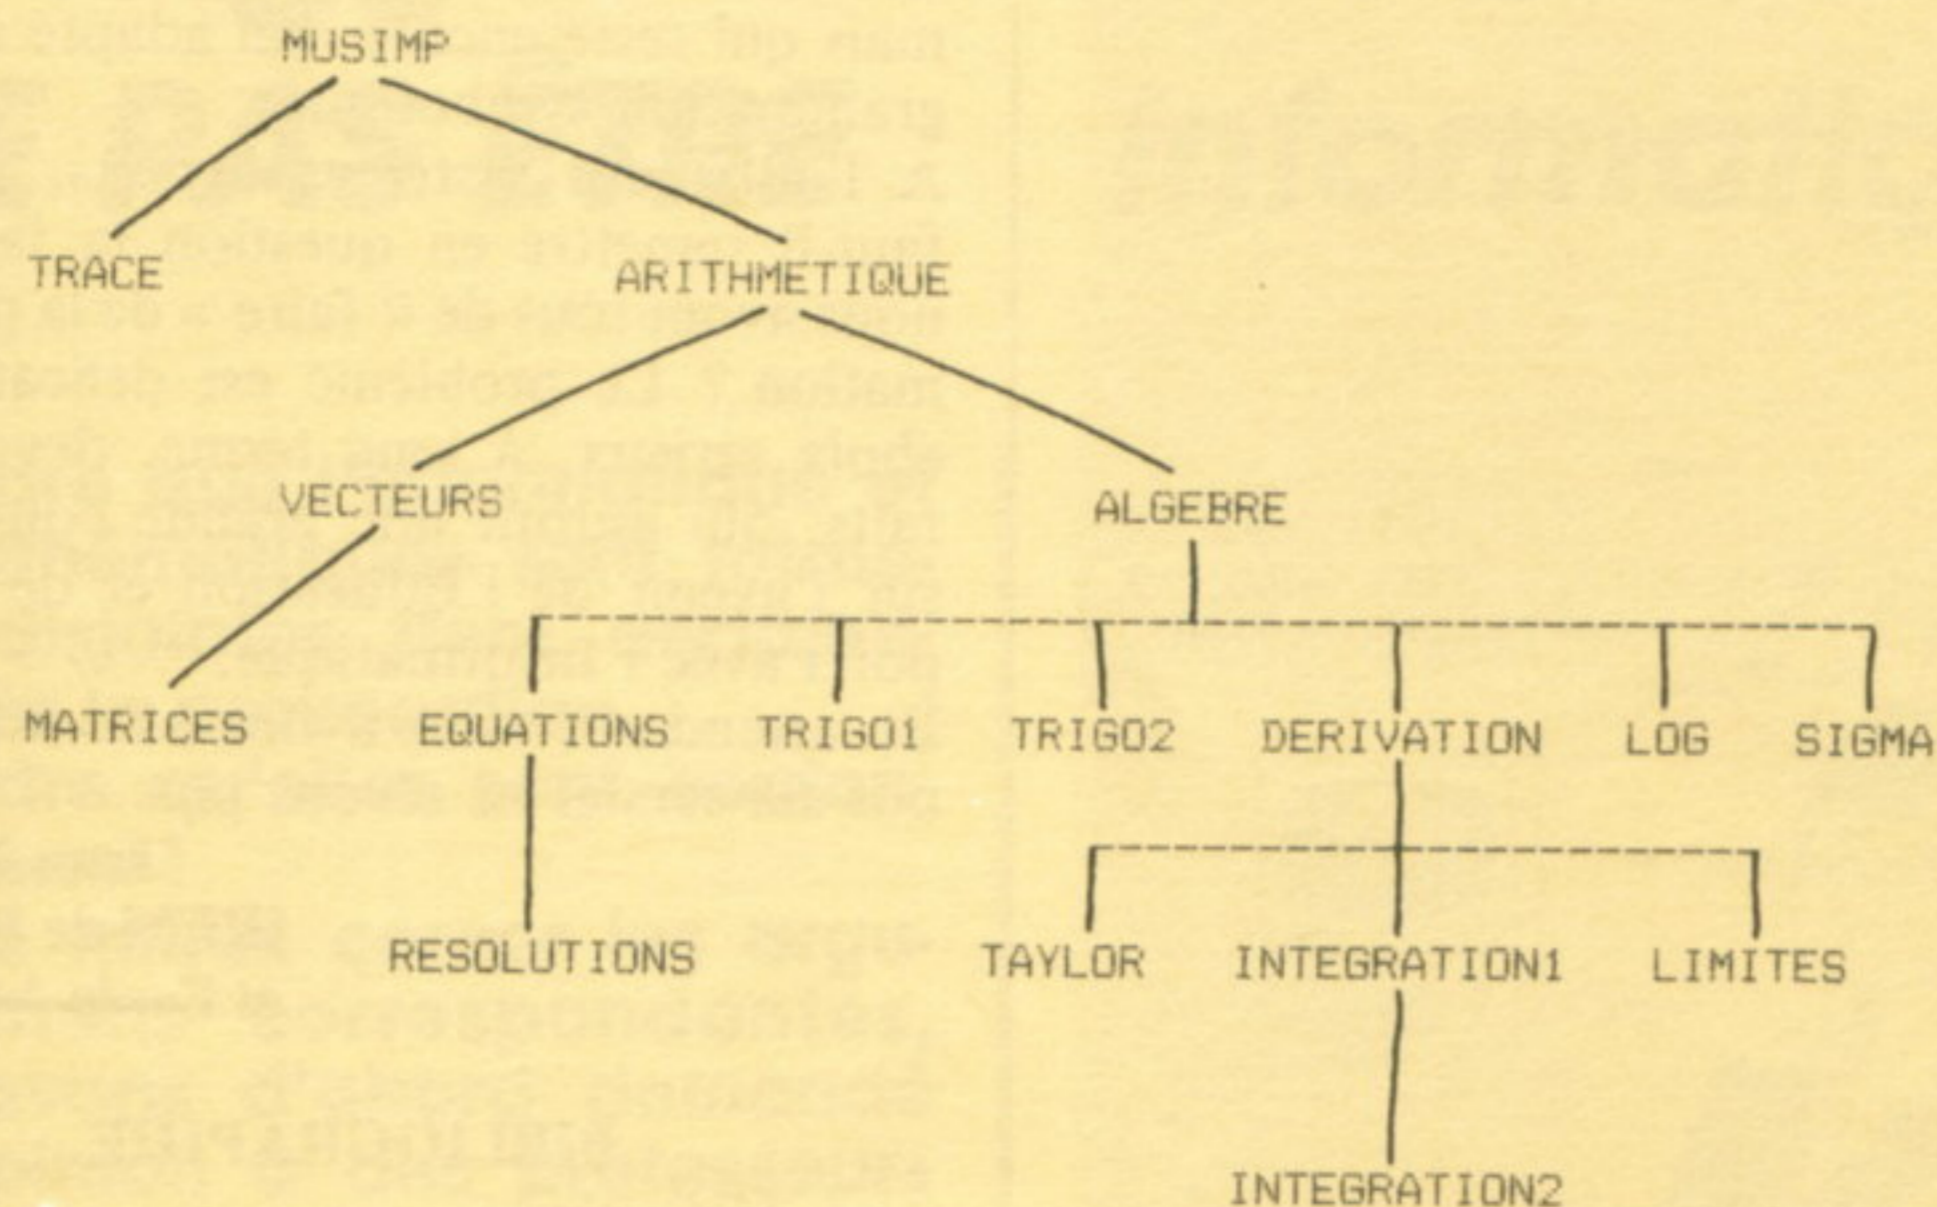 MUSIMP
TRACE ARITHMETIQUE
VECTEURS ALGEBRE
MATRICES EQUATIONS TRIGO1 TRIGO2 DERIVATION LOG SIGMA
RESOLUTIONS TAYLOR INTEGRATION1 LIMITES
INTEGRATION2